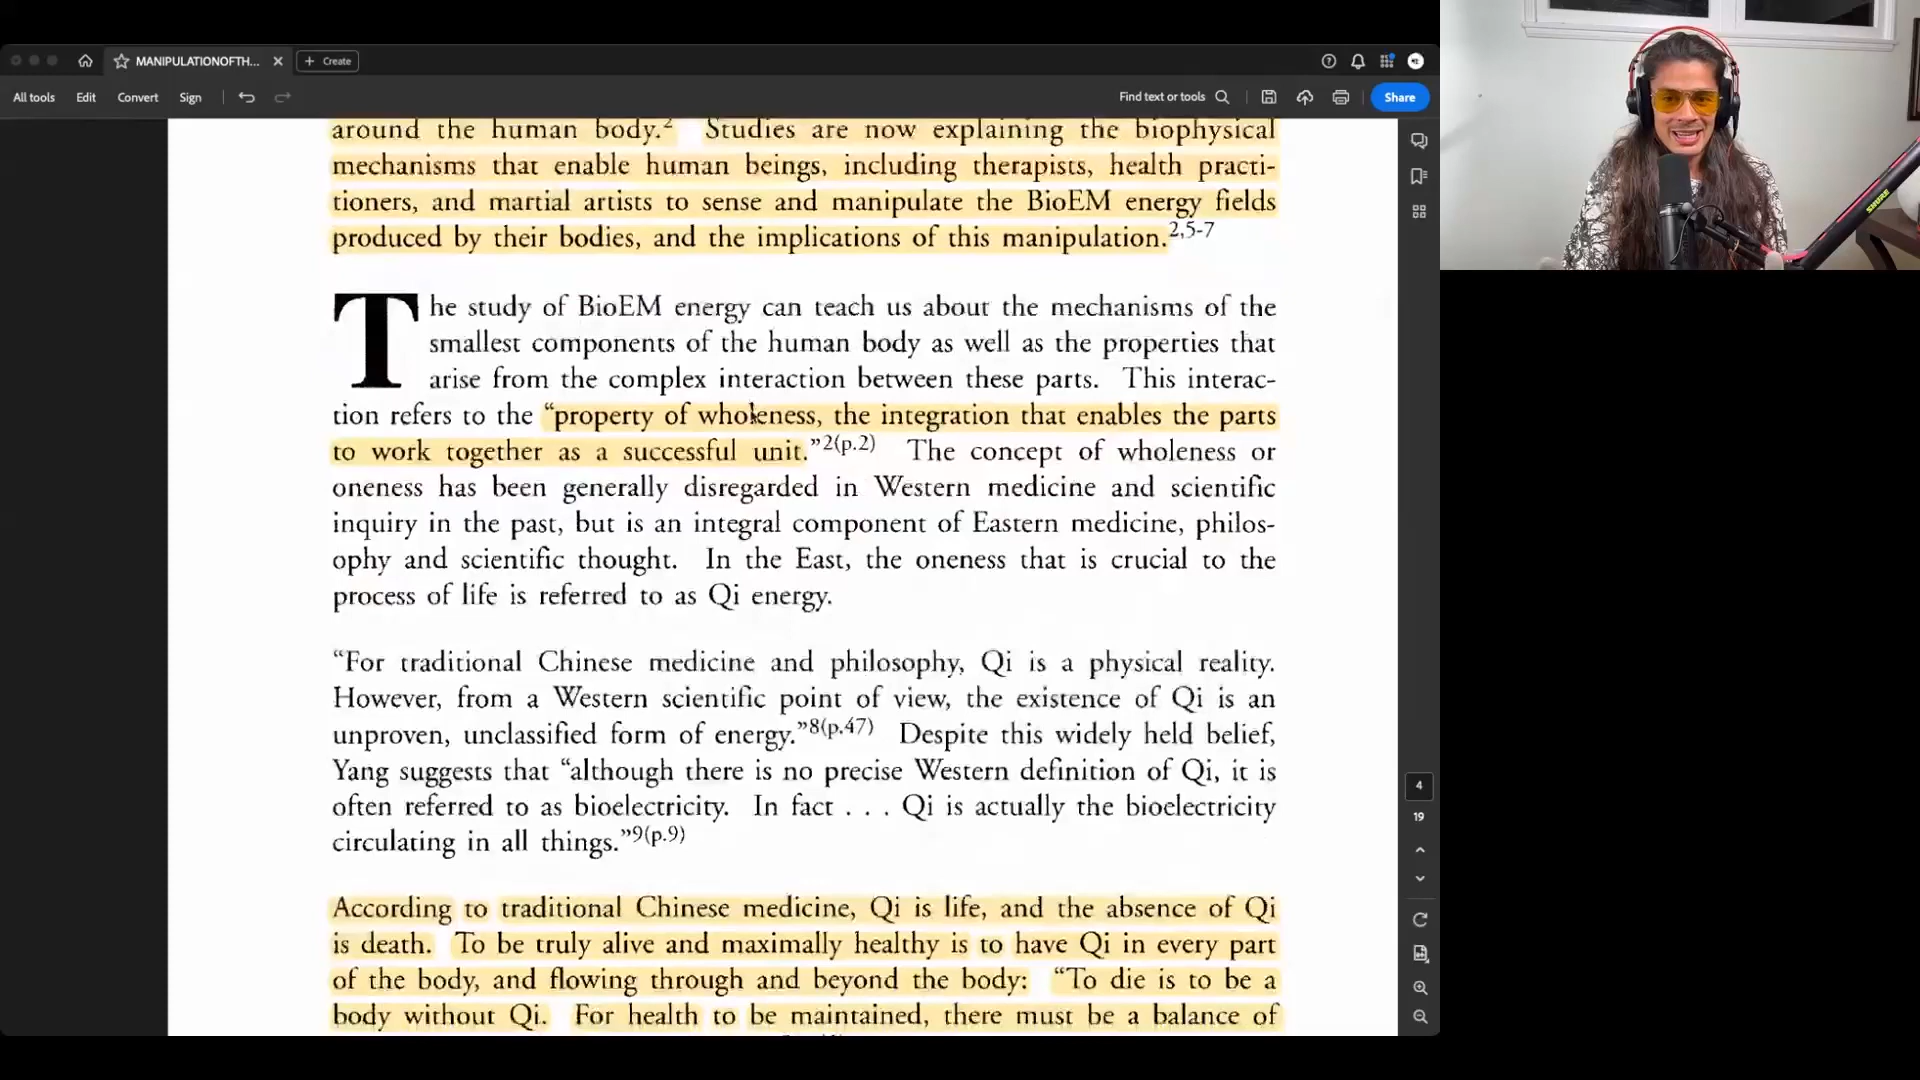 MANIPULATIONOFTH...
Create
All tools
Edit
Convert
Sign
Find text or tools
Share
around the human body.2 Studies are now explaining the biophysical
mechanisms that enable human beings, including therapists, health practi-
tioners, and martial artists to sense and manipulate the BioEM energy fields
produced by their bodies, and the implications of this manipulation.2,5-7
The study of BioEM energy can teach us about the mechanisms of the
smallest components of the human body as well as the properties that
arise from the complex interaction between these parts. This interac-
tion refers to the “property of wholeness, the integration that enables the parts
to work together as a successful unit.”2(p.2) The concept of wholeness or
oneness has been generally disregarded in Western medicine and scientific
inquiry in the past, but is an integral component of Eastern medicine, philos-
ophy and scientific thought. In the East, the oneness that is crucial to the
process of life is referred to as Qi energy.
“For traditional Chinese medicine and philosophy, Qi is a physical reality.
However, from a Western scientific point of view, the existence of Qi is an
unproven, unclassified form of energy.”8(p.47) Despite this widely held belief,
Yang suggests that “although there is no precise Western definition of Qi, it is
often referred to as bioelectricity. In fact . . . Qi is actually the bioelectricity
circulating in all things.”9(p.9)
According to traditional Chinese medicine, Qi is life, and the absence of Qi
is death. To be truly alive and maximally healthy is to have Qi in every part
of the body, and flowing through and beyond the body: “To die is to be a
body without Qi. For health to be maintained, there must be a balance of
4
19
SHURE